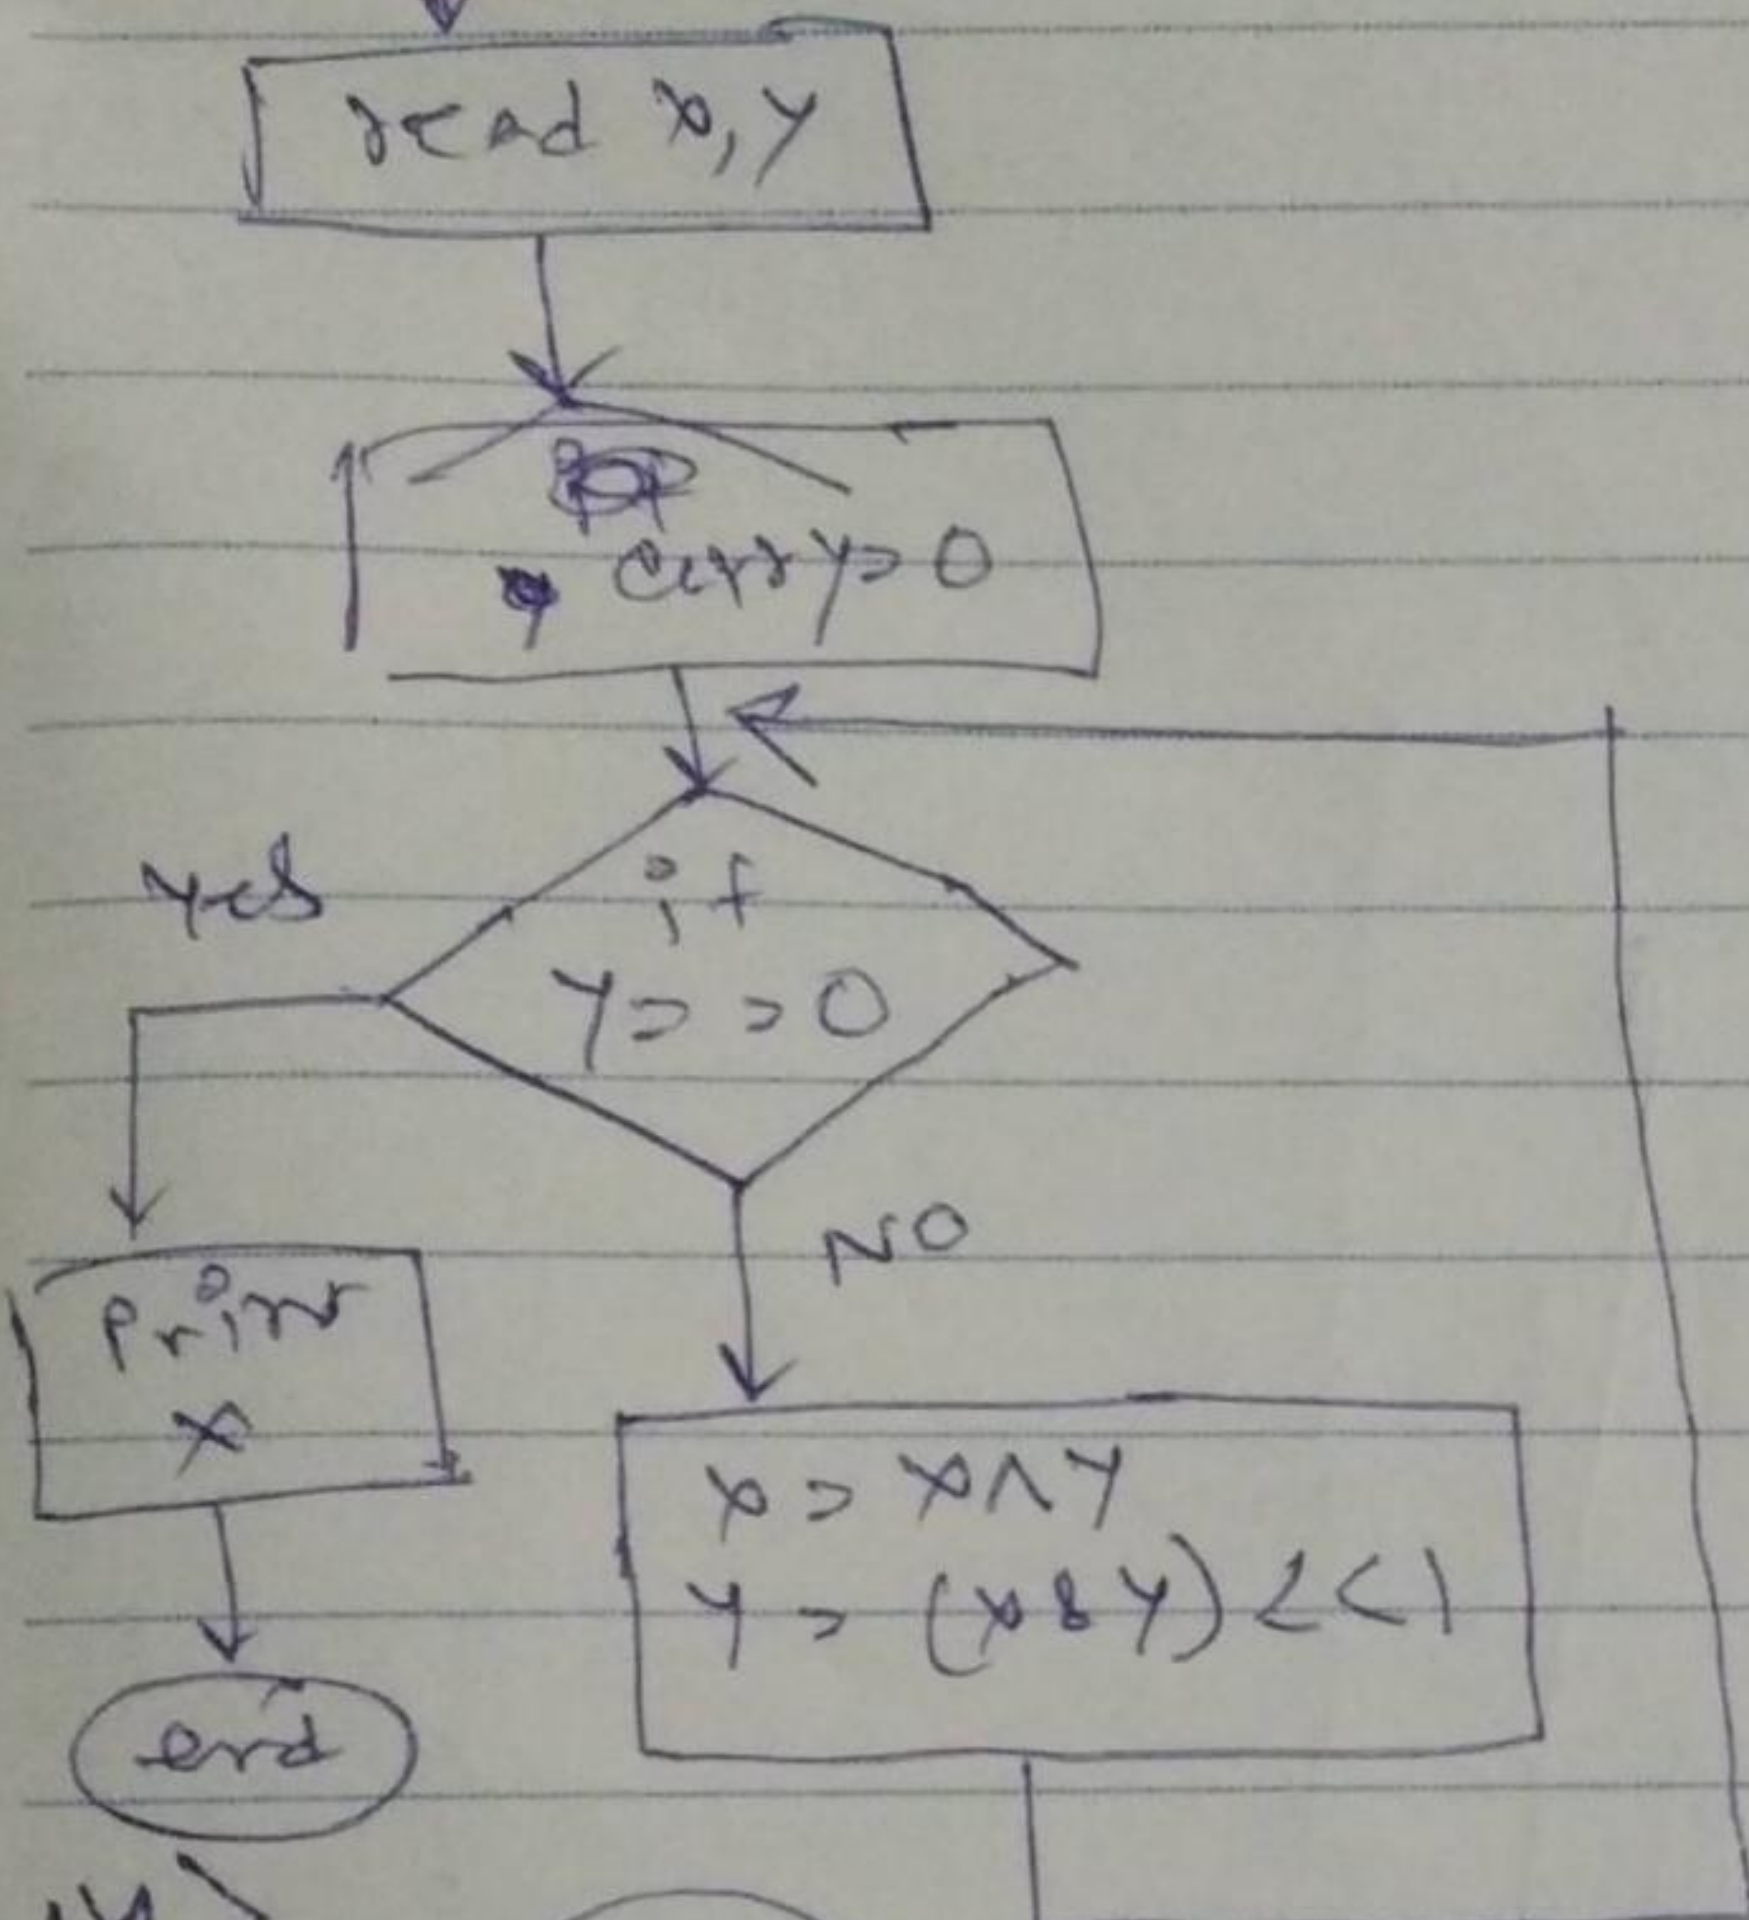 read x, y
carry = 0
if
y = = 0
yes
NO
Print
x
x = x ^ y
y = (x & y) << 1
end